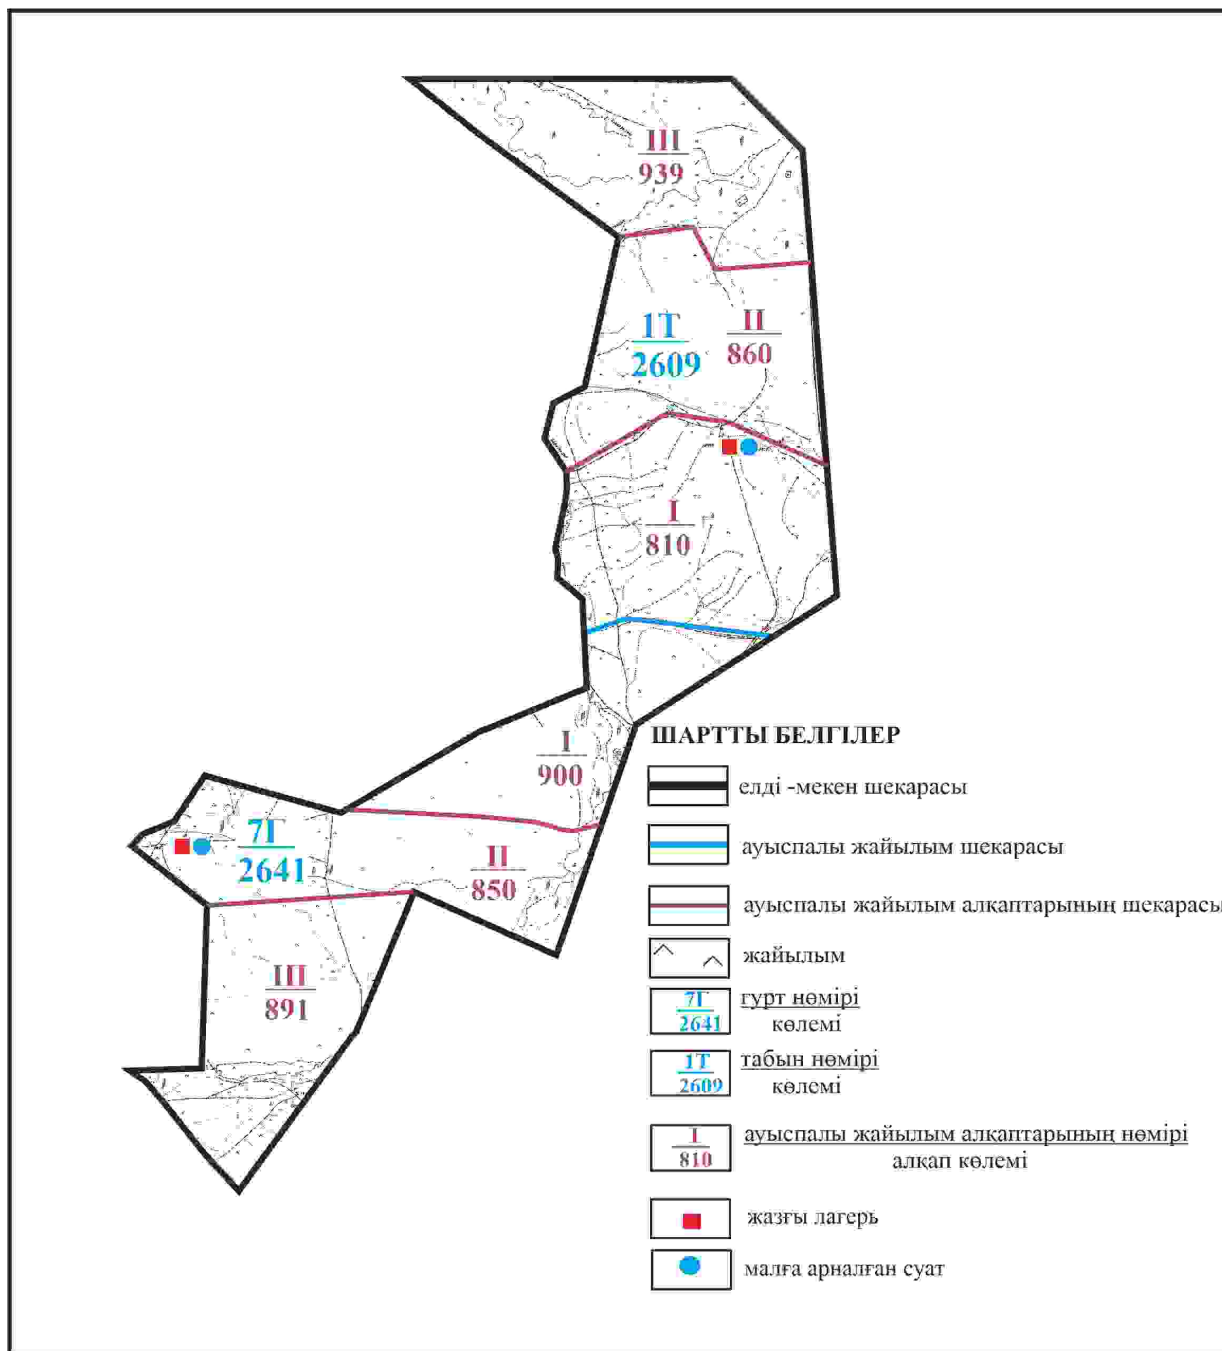 III
939
1Т
2609
II
860
I
810
I
900
7Г
2641
II
850
III
891
ШАРТТЫ БЕЛГІЛЕР
елді -мекен шекарасы
ауыспалы жайылым шекарасы
ауыспалы жайылым алқаптарының шекарасы
жайылым
7Г
2641
гурт нөмірі
көлемі
1Т
2609
табын нөмірі
көлемі
I
810
ауыспалы жайылым алқаптарының нөмірі
алқап көлемі
жазғы лагерь
малға арналған суат